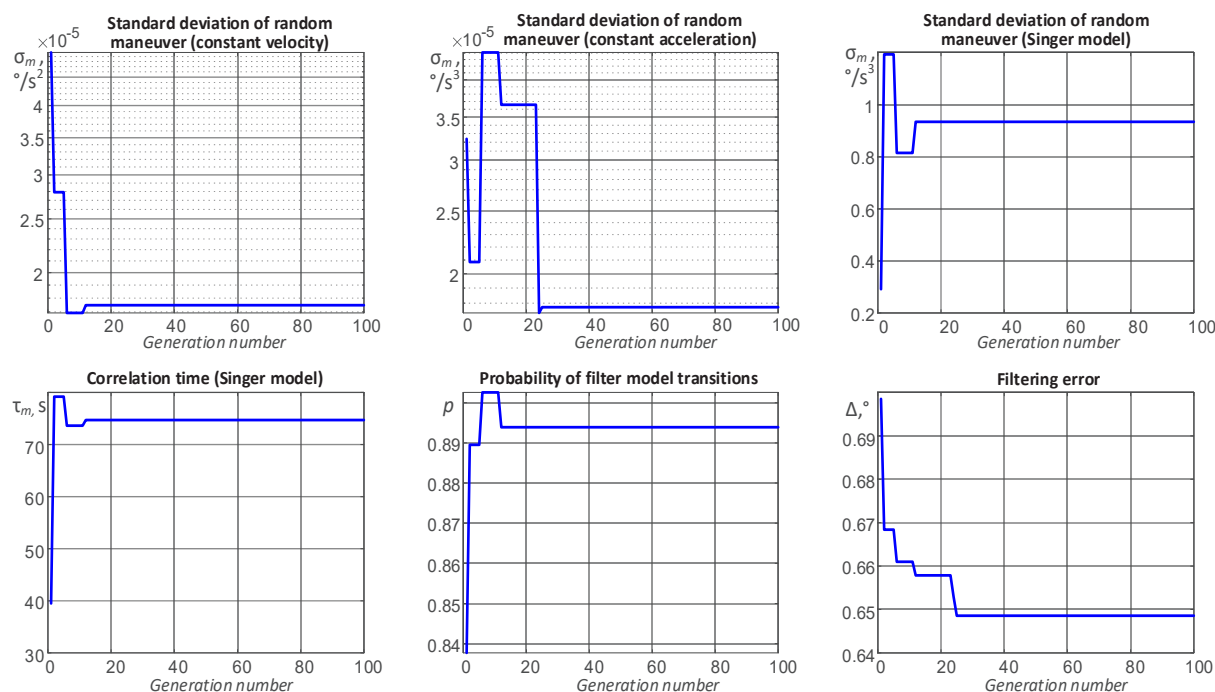 Standard deviation of random
maneuver (constant velocity)
×10⁻⁵
σm,
°/s²
4
3.5
3
2.5
2
0 20 40 60 80 100
Generation number
Standard deviation of random
maneuver (constant acceleration)
×10⁻⁵
σm,
°/s³
3.5
3
2.5
2
0 20 40 60 80 100
Generation number
Standard deviation of random
maneuver (Singer model)
σm,
°/s³
1
0.8
0.6
0.4
0.2
0 20 40 60 80 100
Generation number
Correlation time (Singer model)
τm, s
70
60
50
40
30
0 20 40 60 80 100
Generation number
Probability of filter model transitions
p
0.89
0.88
0.87
0.86
0.85
0.84
0 20 40 60 80 100
Generation number
Filtering error
Δ,°
0.69
0.68
0.67
0.66
0.65
0.64
0 20 40 60 80 100
Generation number